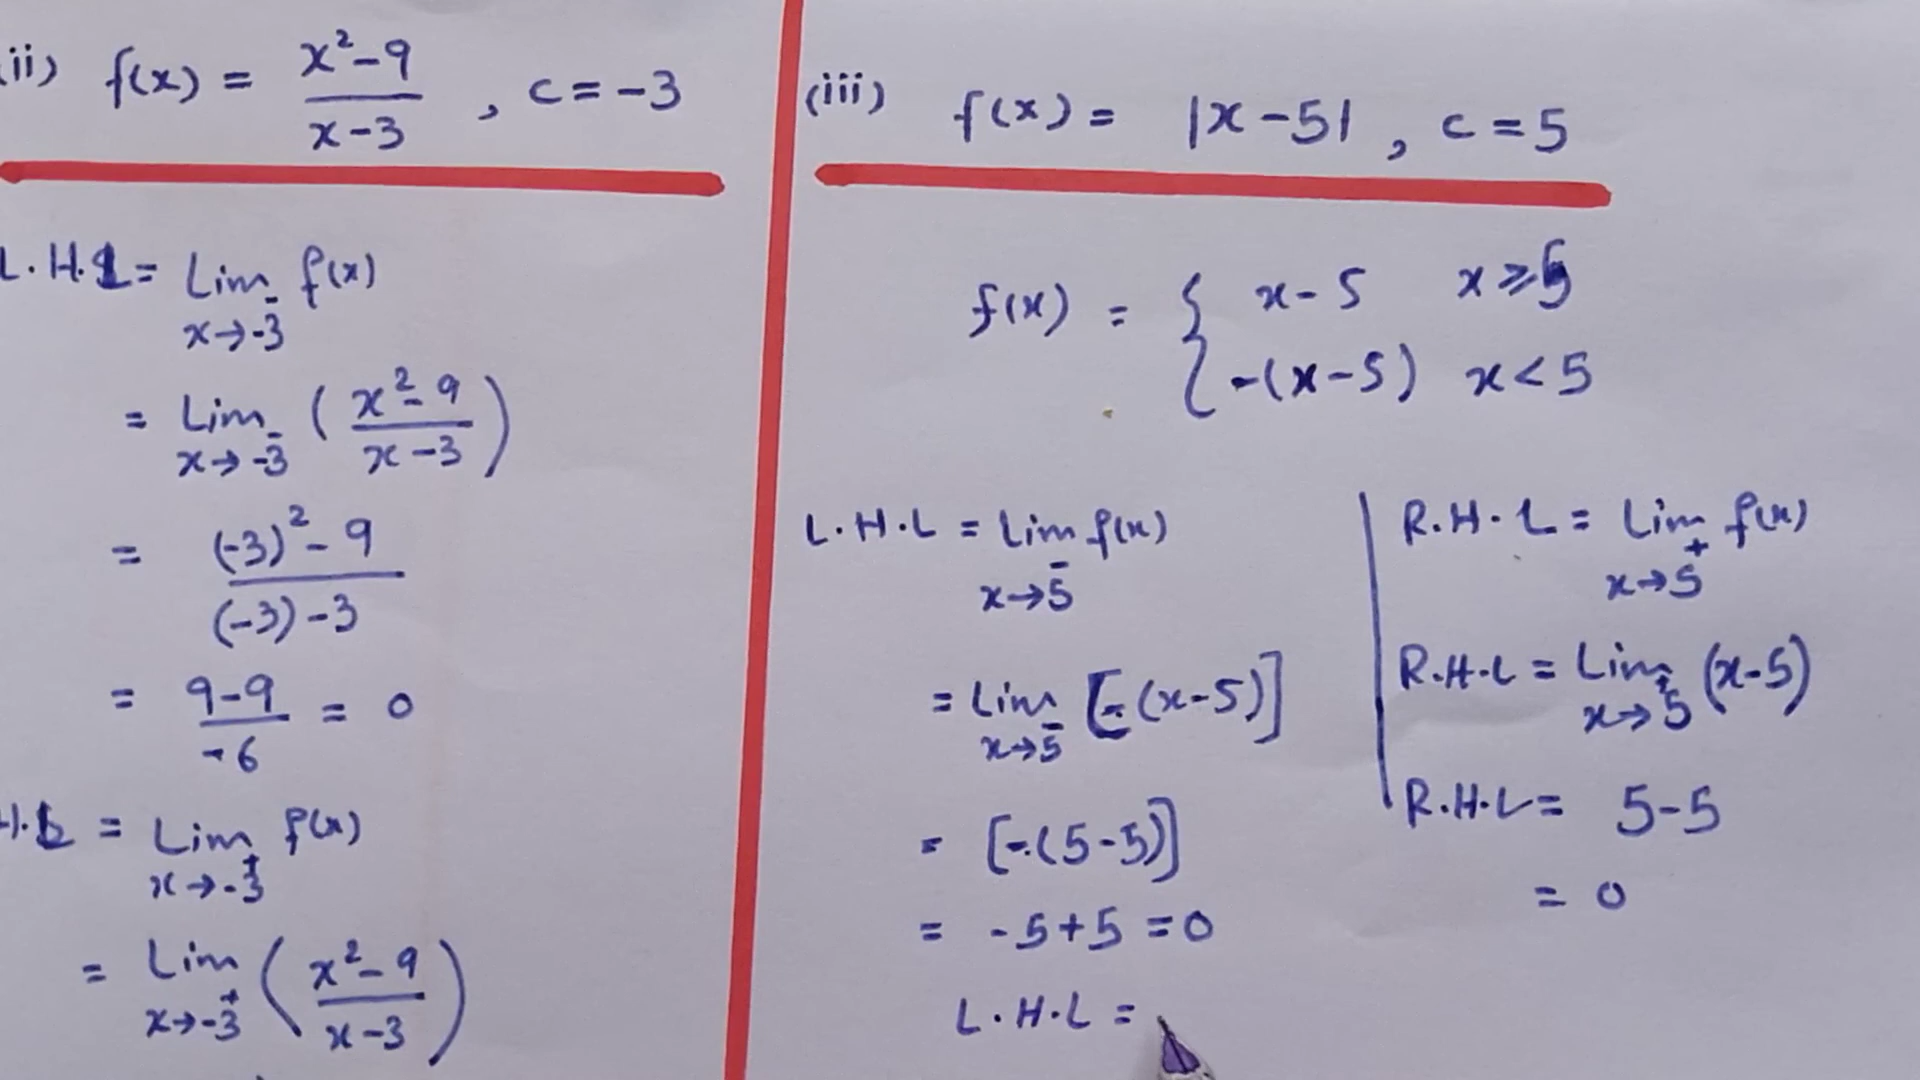 (ii) f(x) = x²-9 / x-3 , c = -3
L.H.L = Lim x→-3⁻ f(x)
= Lim x→-3⁻ (x²-9 / x-3)
= (-3)²-9 / (-3)-3
= 9-9 / -6 = 0
H.L = Lim x→-3⁺ f(x)
= Lim x→-3⁺ (x²-9 / x-3)
(iii) f(x) = |x-5| , c = 5
f(x) = { x-5 x≥5
{ -(x-5) x<5
L.H.L = Lim x→5⁻ f(x)
= Lim x→5⁻ [-(x-5)]
= [-(5-5)]
= -5+5 = 0
L.H.L =
R.H.L = Lim x→5⁺ f(x)
R.H.L = Lim x→5⁺ (x-5)
R.H.L = 5-5
= 0